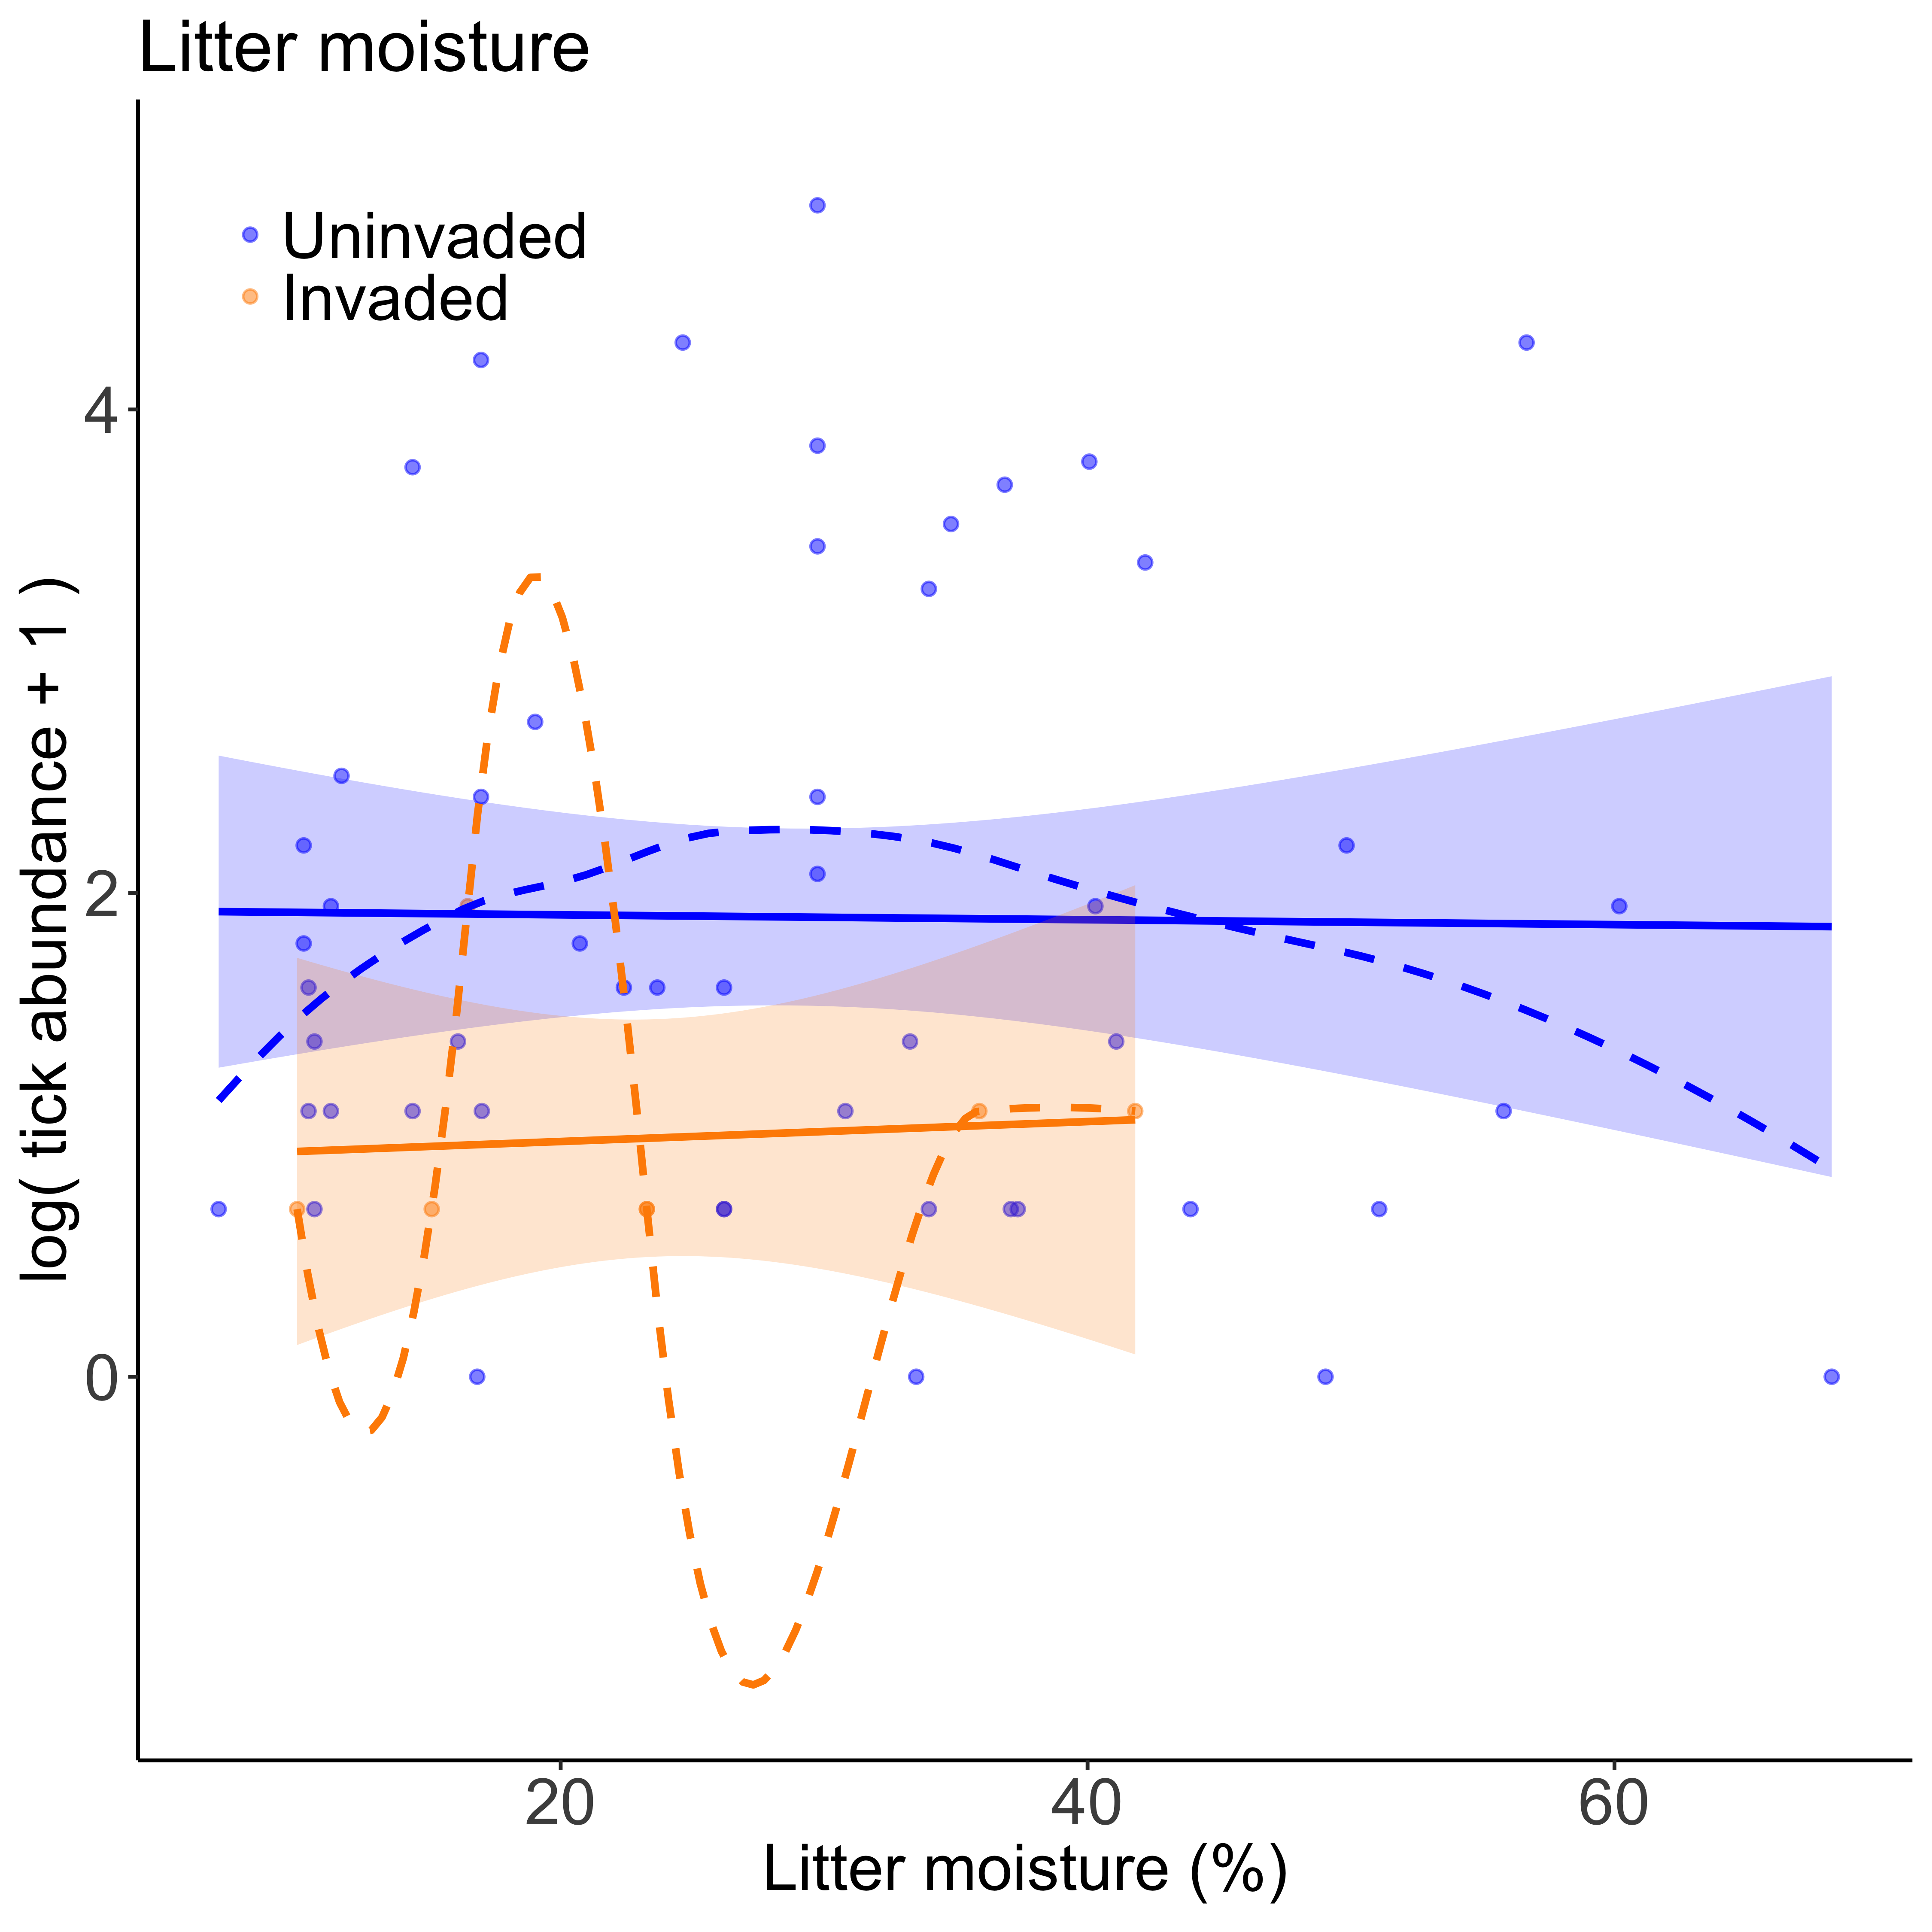 Litter moisture
Uninvaded
Invaded
4
2
0
log( tick abundance + 1 )
20 40 60
Litter moisture (%)